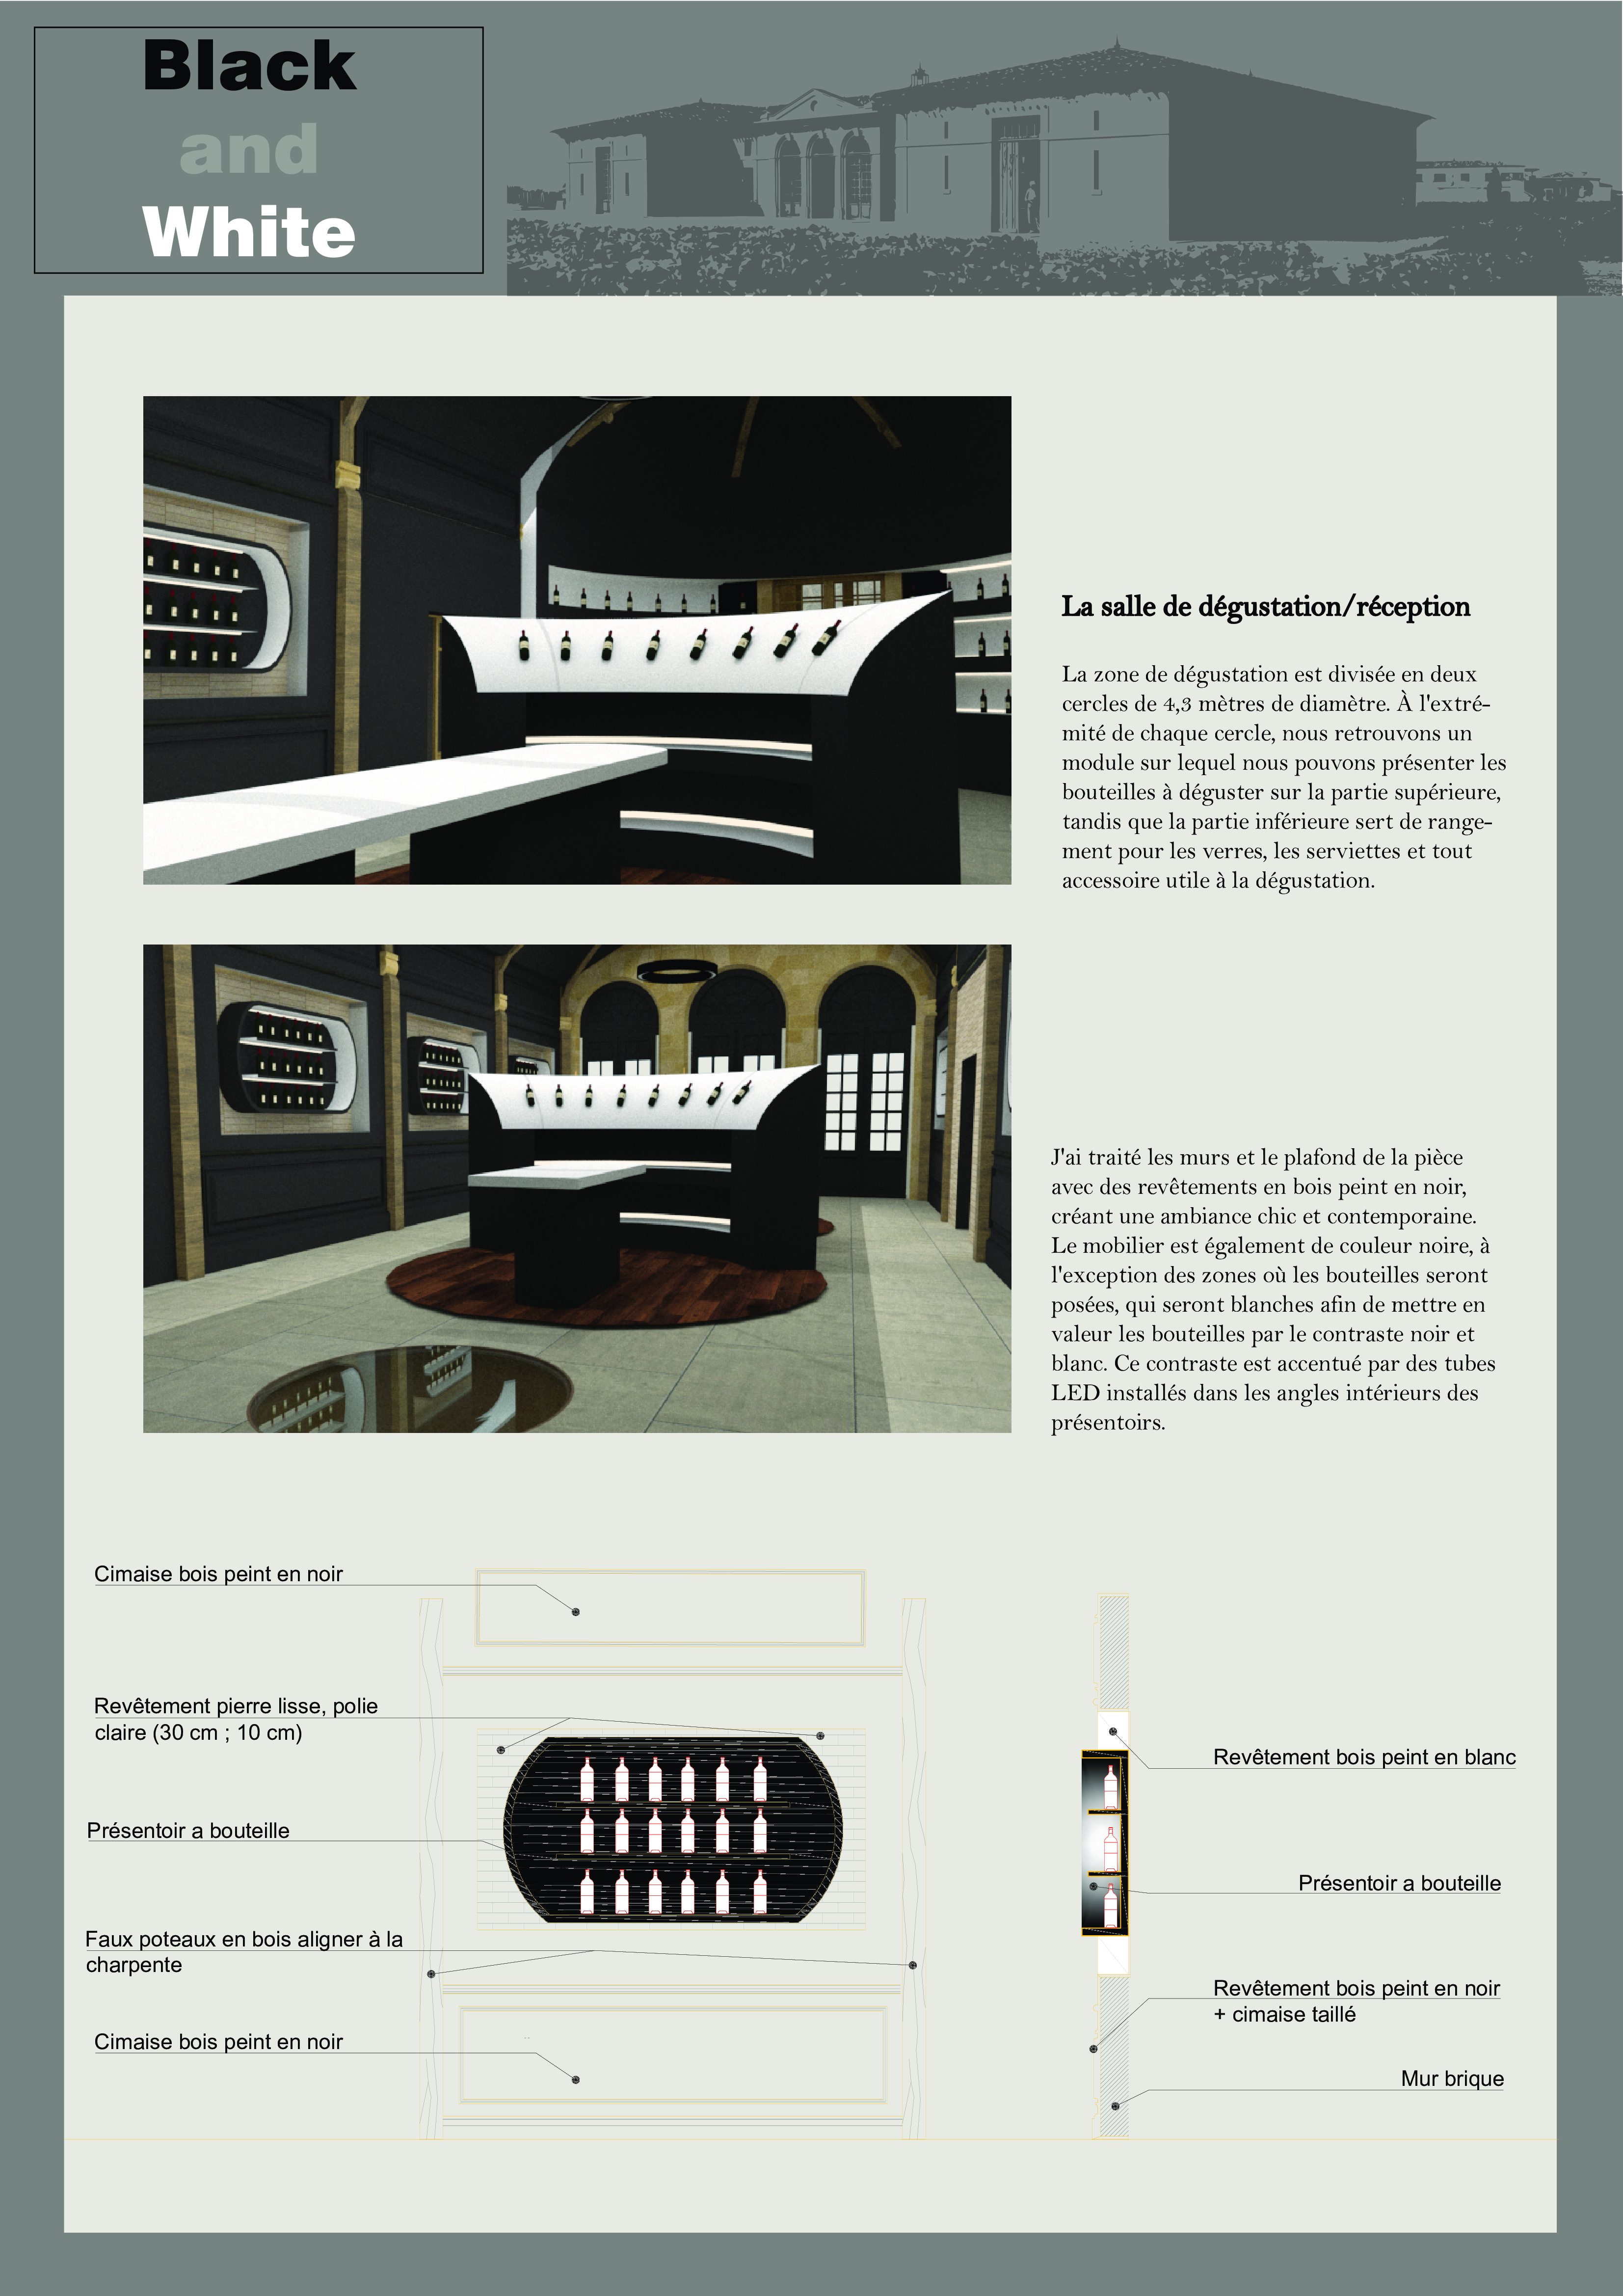 Black
and
White
La salle de dégustation/réception
La zone de dégustation est divisée en deux
cercles de 4,3 mètres de diamètre. À l'extré-
mité de chaque cercle, nous retrouvons un
module sur lequel nous pouvons présenter les
bouteilles à déguster sur la partie supérieure,
tandis que la partie inférieure sert de range-
ment pour les verres, les serviettes et tout
accessoire utile à la dégustation.
J'ai traité les murs et le plafond de la pièce
avec des revêtements en bois peint en noir,
créant une ambiance chic et contemporaine.
Le mobilier est également de couleur noire, à
l'exception des zones où les bouteilles seront
posées, qui seront blanches afin de mettre en
valeur les bouteilles par le contraste noir et
blanc. Ce contraste est accentué par des tubes
LED installés dans les angles intérieurs des
présentoirs.
Cimaise bois peint en noir
Revêtement pierre lisse, polie
claire (30 cm ; 10 cm)
Présentoir a bouteille
Faux poteaux en bois aligner à la
charpente
Cimaise bois peint en noir
Revêtement bois peint en blanc
Présentoir a bouteille
Revêtement bois peint en noir
+ cimaise taillé
Mur brique